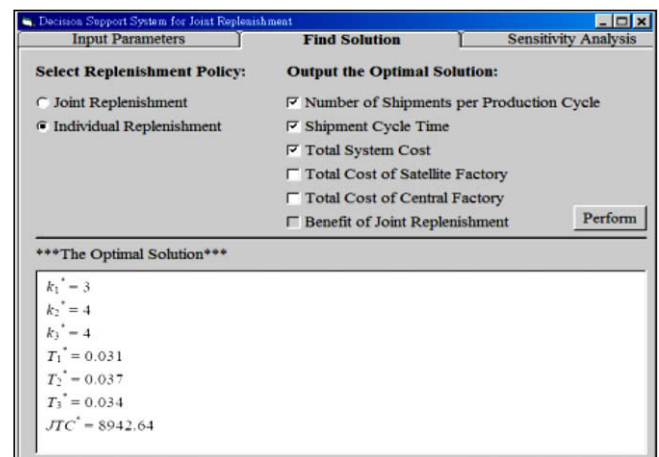 Decision Support System for Joint Replenishment
Input Parameters Find Solution Sensitivity Analysis
Select Replenishment Policy:
Joint Replenishment
Individual Replenishment
Output the Optimal Solution:
Number of Shipments per Production Cycle
Shipment Cycle Time
Total System Cost
Total Cost of Satellite Factory
Total Cost of Central Factory
Benefit of Joint Replenishment
Perform
***The Optimal Solution***
k₁* = 3
k₂* = 4
k₃* = 4
T₁* = 0.031
T₂* = 0.037
T₃* = 0.034
JTC* = 8942.64